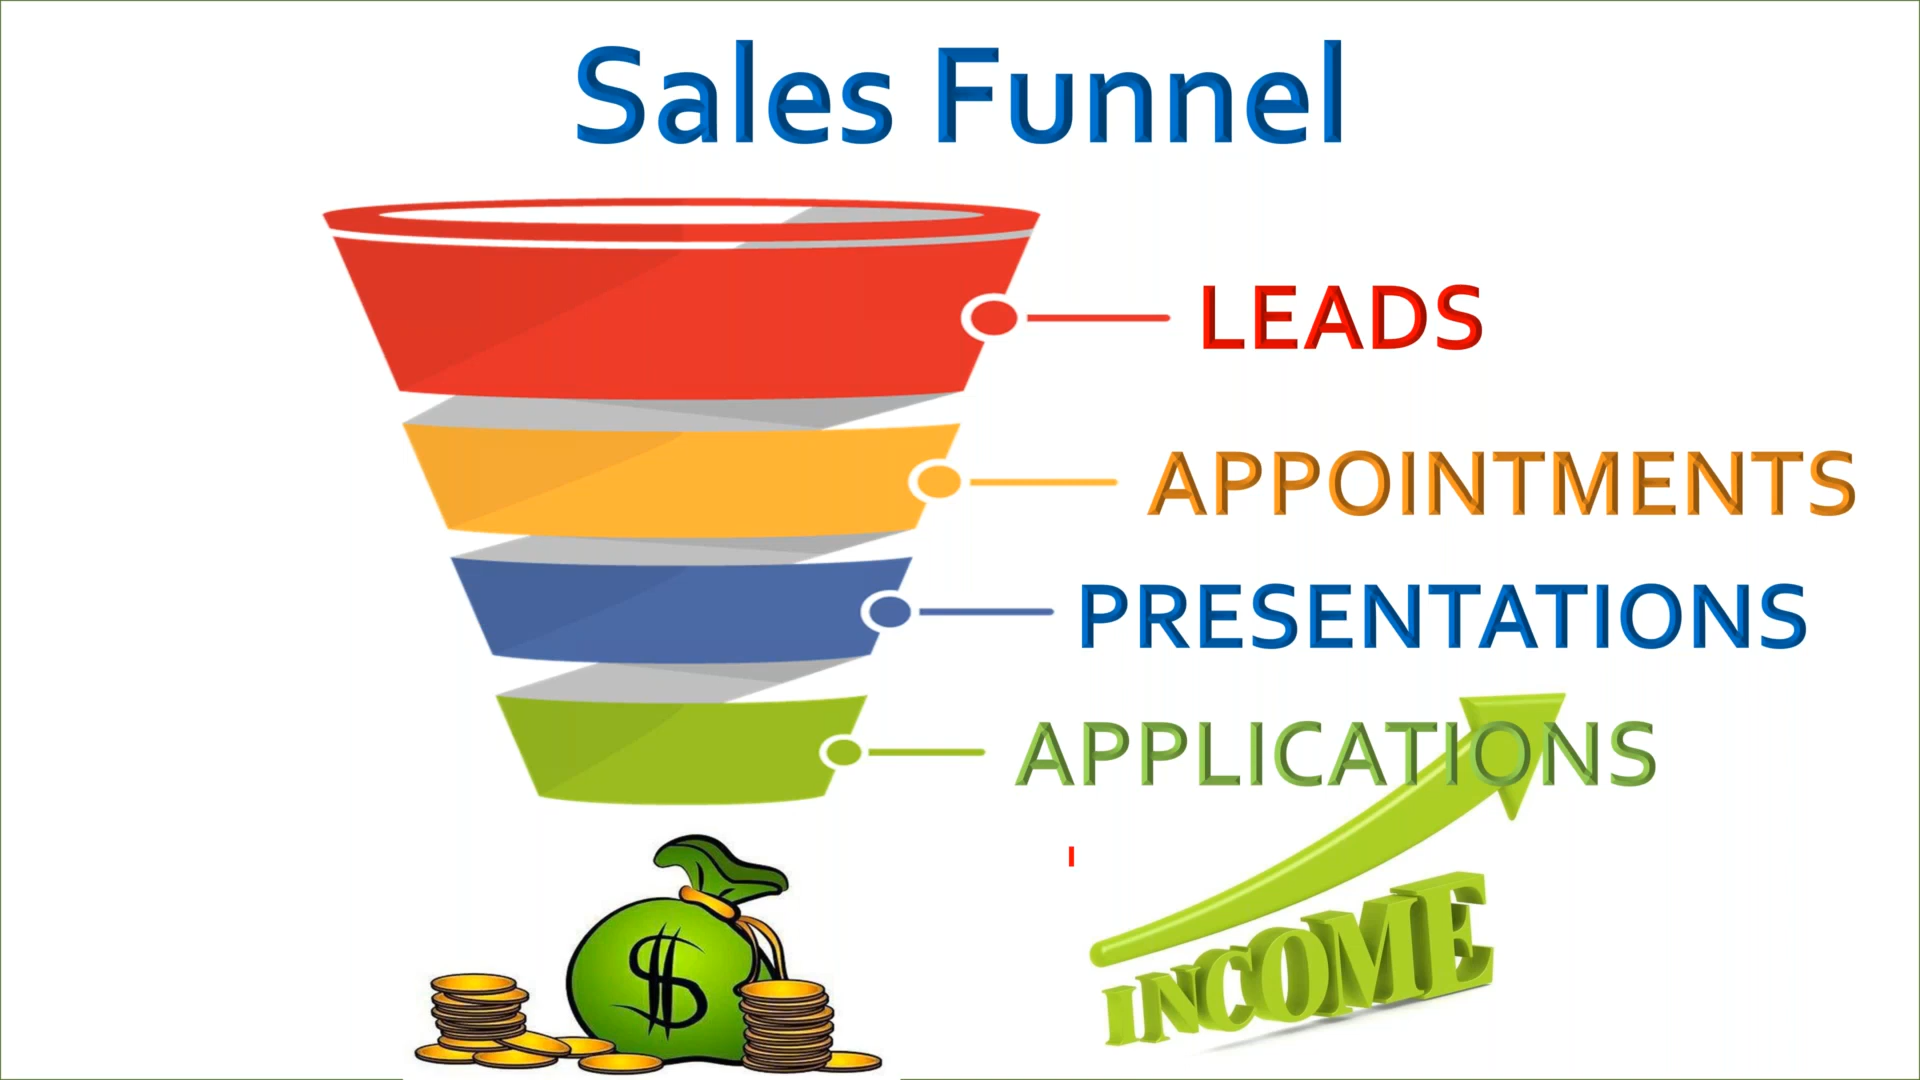 Sales Funnel
LEADS
APPOINTMENTS
PRESENTATIONS
APPLICATIONS
$
INCOME